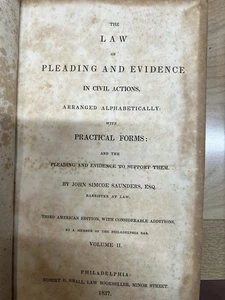 THE
LAW
OF
PLEADING AND EVIDENCE
IN CIVIL ACTIONS,
ARRANGED ALPHABETICALLY:
WITH
PRACTICAL FORMS:
AND THE
PLEADING AND EVIDENCE TO SUPPORT THEM.
BY JOHN SIMCOE SAUNDERS, ESQ.
BARRISTER AT LAW.
THIRD AMERICAN EDITION, WITH CONSIDERABLE ADDITIONS,
BY A MEMBER OF THE PHILADELPHIA BAR.
VOLUME II.
PHILADELPHIA:
ROBERT H. SMALL, LAW BOOKSELLER, MINOR STREET.
1837.